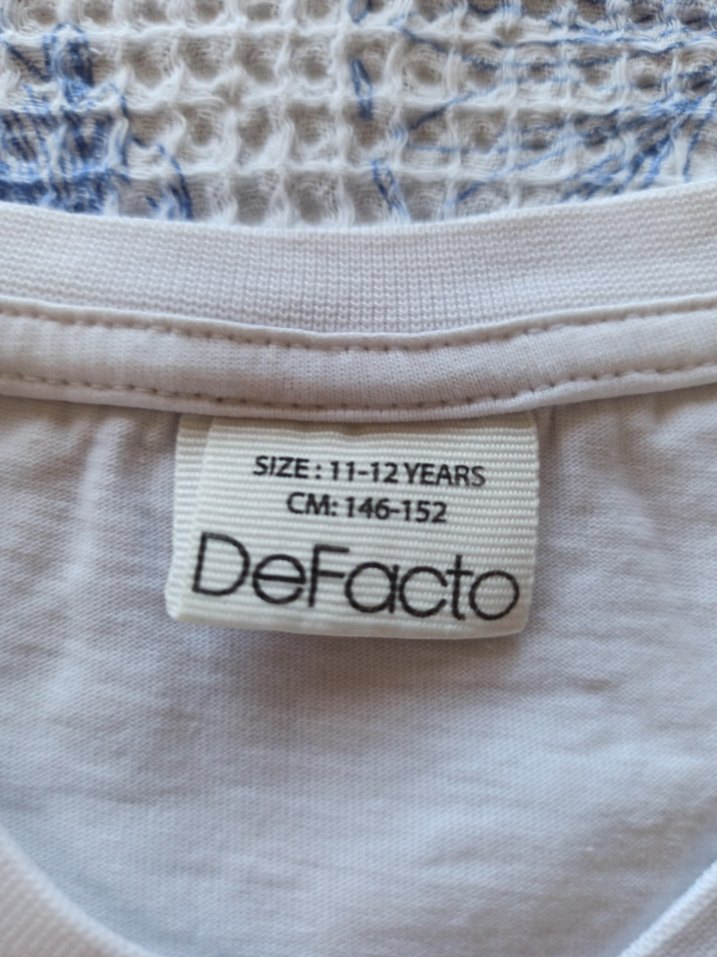 SIZE: 11-12 YEARS
CM: 146-152
DeFacto